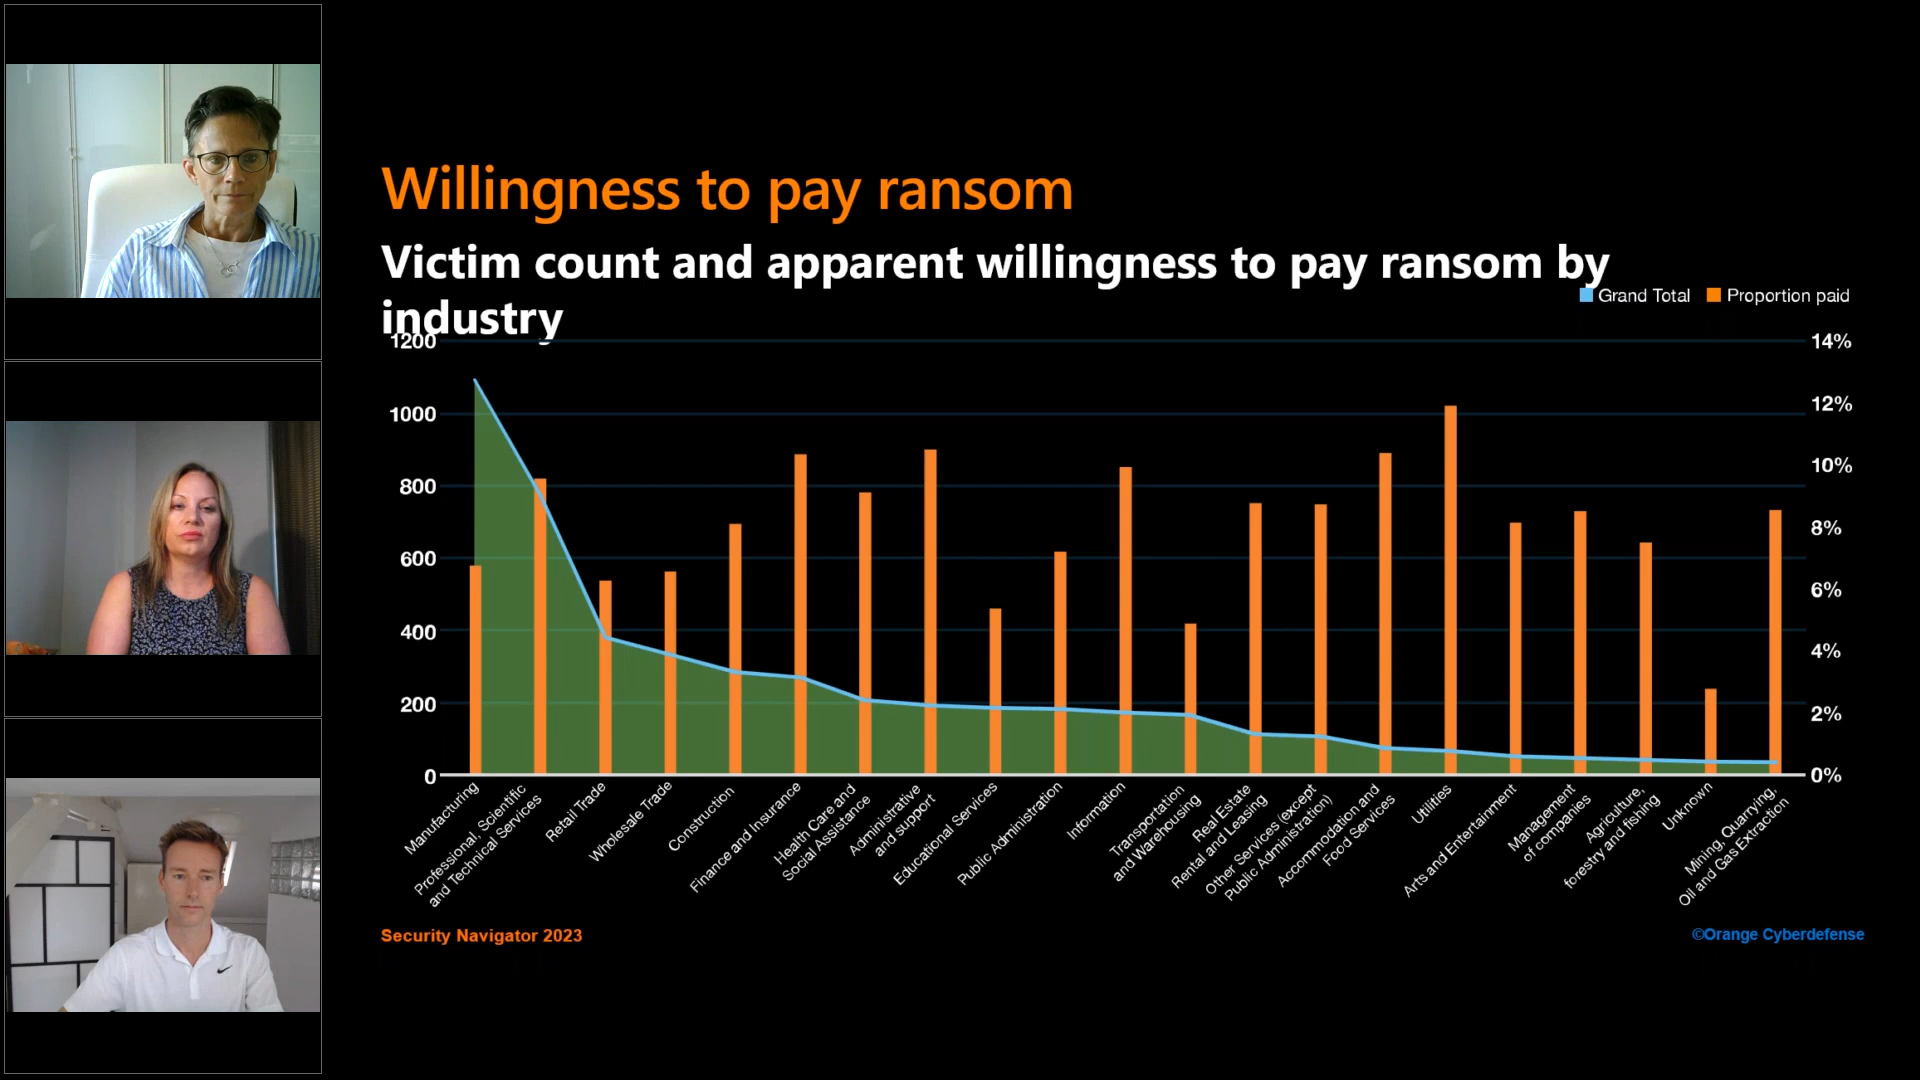 Willingness to pay ransom
Victim count and apparent willingness to pay ransom by
industry
Grand Total
Proportion paid
1200
1000
800
600
400
200
0
14%
12%
10%
8%
6%
4%
2%
0%
Manufacturing
Professional, Scientific
and Technical Services
Retail Trade
Wholesale Trade
Construction
Finance and Insurance
Health Care and
Social Assistance
Administrative
and support
Educational Services
Public Administration
Information
Transportation
and Warehousing
Real Estate
Rental and Leasing
Other Services (except
Public Administration)
Accommodation and
Food Services
Utilities
Arts and Entertainment
Management
of companies
Agriculture,
forestry and fishing
Unknown
Mining, Quarrying,
Oil and Gas Extraction
Security Navigator 2023
©Orange Cyberdefense